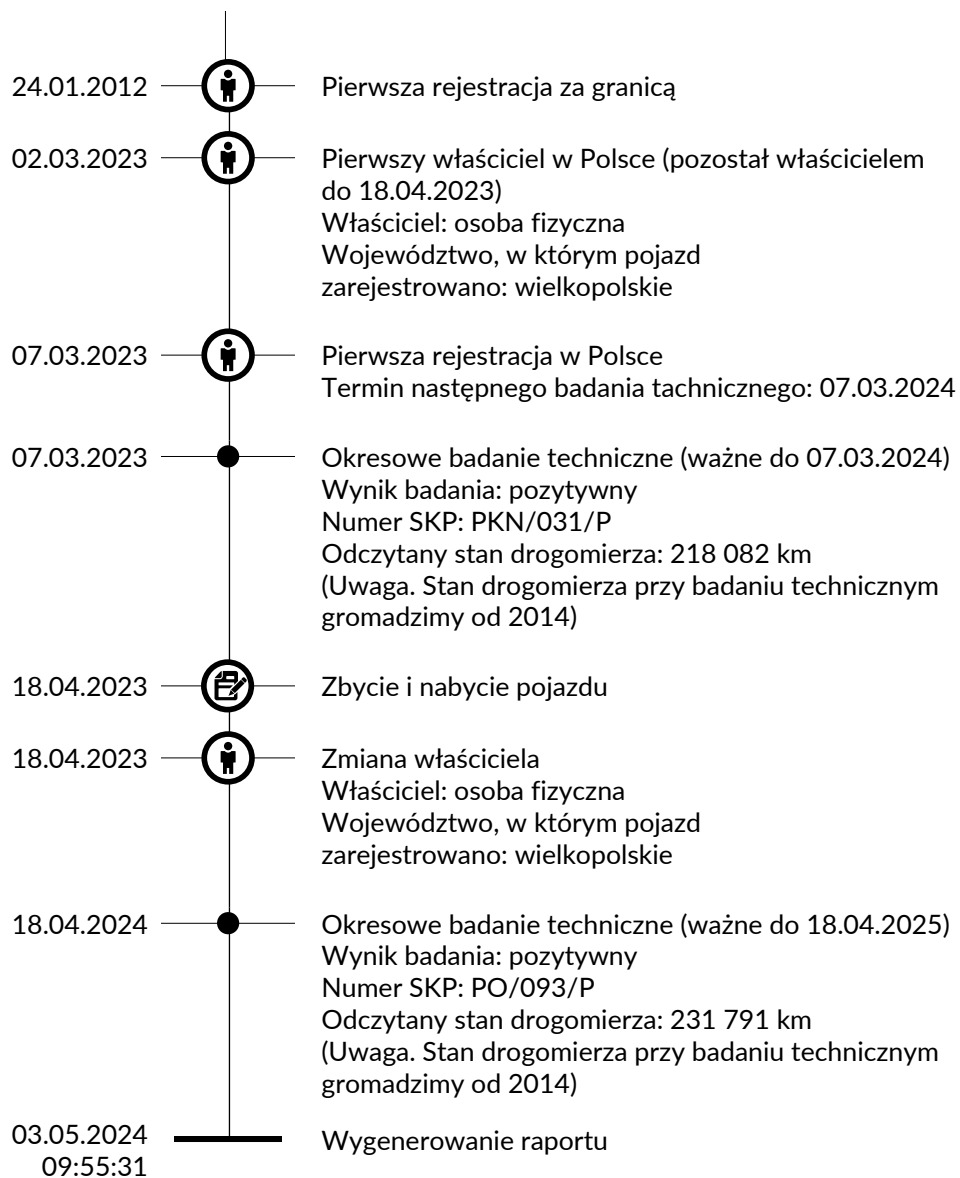 24.01.2012 Pierwsza rejestracja za granicą
02.03.2023 Pierwszy właściciel w Polsce (pozostał właścicielem
do 18.04.2023)
Właściciel: osoba fizyczna
Województwo, w którym pojazd
zarejestrowano: wielkopolskie
07.03.2023 Pierwsza rejestracja w Polsce
Termin następnego badania tachnicznego: 07.03.2024
07.03.2023 Okresowe badanie techniczne (ważne do 07.03.2024)
Wynik badania: pozytywny
Numer SKP: PKN/031/P
Odczytany stan drogomierza: 218 082 km
(Uwaga. Stan drogomierza przy badaniu technicznym
gromadzimy od 2014)
18.04.2023 Zbycie i nabycie pojazdu
18.04.2023 Zmiana właściciela
Właściciel: osoba fizyczna
Województwo, w którym pojazd
zarejestrowano: wielkopolskie
18.04.2024 Okresowe badanie techniczne (ważne do 18.04.2025)
Wynik badania: pozytywny
Numer SKP: PO/093/P
Odczytany stan drogomierza: 231 791 km
(Uwaga. Stan drogomierza przy badaniu technicznym
gromadzimy od 2014)
03.05.2024 Wygenerowanie raportu
09:55:31